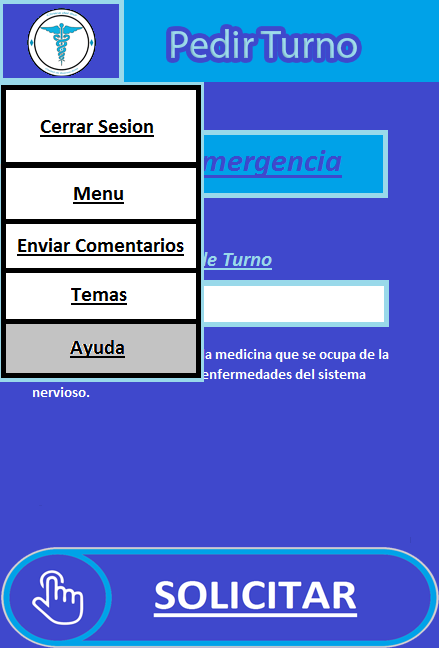 Pedir Turno
Cerrar Sesion
mergencia
Menu
Enviar Comentarios
de Turno
Temas
Ayuda
a medicina que se ocupa de la
enfermedades del sistema
nervioso.
SOLICITAR